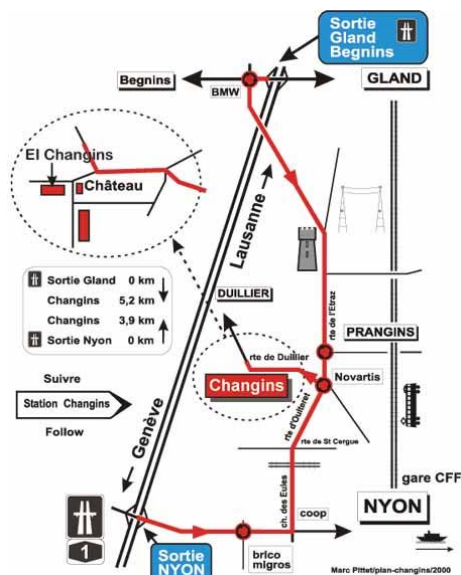 Sortie
Gland
Begnins
Begnins
BMW
GLAND
EI Changins
Château
Lausanne
Sortie Gland 0 km
Changins 5,2 km
Changins 3,9 km
Sortie Nyon 0 km
DUILLIER
rte de l'Etraz
PRANGINS
rte de Duillier
Changins
Novartis
Suivre
Station Changins
Follow
Genève
rte d'Oulteret
rte de St Cergue
ch. des Eules
gare CFF
NYON
coop
1
Sortie
NYON
brico
migros
Marc Pittet/plan-changins/2000